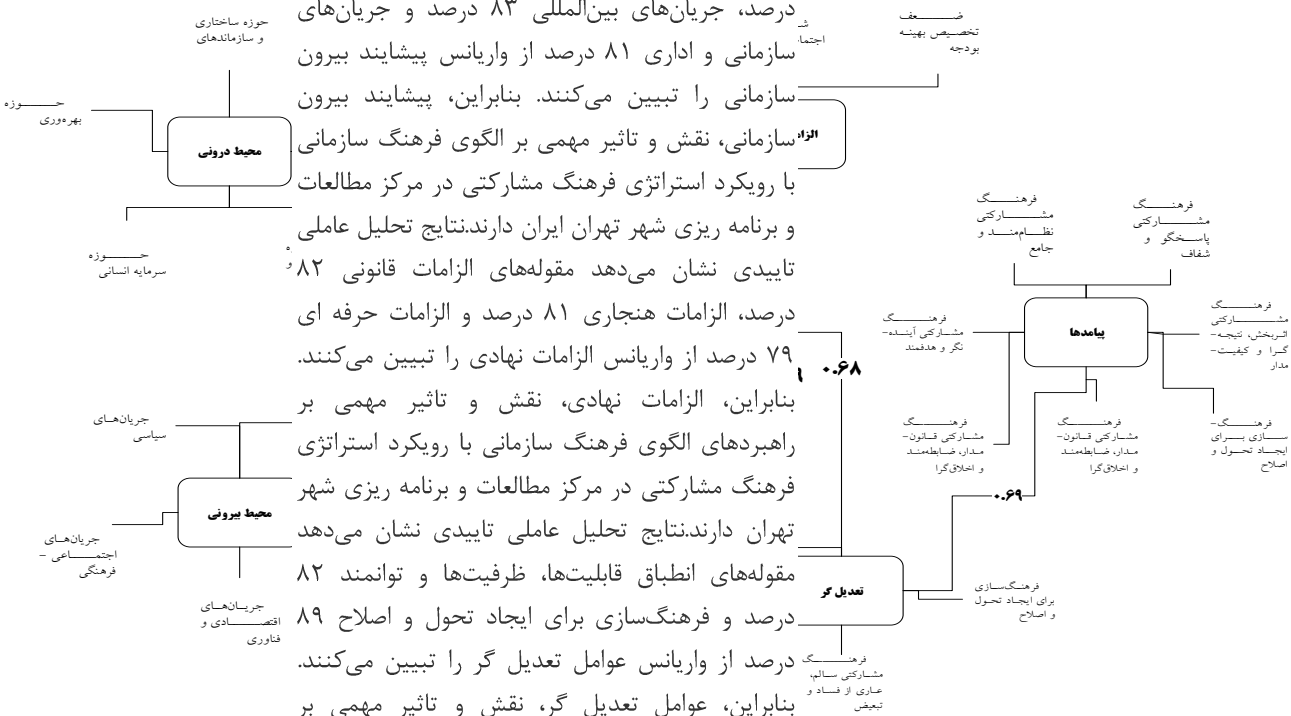 درصد، جریان‌های بین‌المللی ۸۳ درصد و جریان‌های
سازمانی و اداری ۸۱ درصد از واریانس پیشایند بیرون
سازمانی را تبیین می‌کنند. بنابراین، پیشایند بیرون
سازمانی، نقش و تاثیر مهمی بر الگوی فرهنگ سازمانی
با رویکرد استراتژی فرهنگ مشارکتی در مرکز مطالعات
و برنامه ریزی شهر تهران ایران دارند.نتایج تحلیل عاملی
تاییدی نشان می‌دهد مقوله‌های الزامات قانونی ۸۲
درصد، الزامات هنجاری ۸۱ درصد و الزامات حرفه ای
۷۹ درصد از واریانس الزامات نهادی را تبیین می‌کنند.
بنابراین، الزامات نهادی، نقش و تاثیر مهمی بر
راهبردهای الگوی فرهنگ سازمانی با رویکرد استراتژی
فرهنگ مشارکتی در مرکز مطالعات و برنامه ریزی شهر
تهران دارند.نتایج تحلیل عاملی تاییدی نشان می‌دهد
مقوله‌های انطباق قابلیت‌ها، ظرفیت‌ها و توانمند ۸۲
درصد و فرهنگ‌سازی برای ایجاد تحول و اصلاح ۸۹
درصد از واریانس عوامل تعدیل گر را تبیین می‌کنند.
بنابراین، عوامل تعدیل گر، نقش و تاثیر مهمی بر
ضعف
تخصیص بهینه
بودجه
فرهنگ
مشارکتی
پاسخگو و
شفاف
فرهنگ
مشارکتی
نظام‌مند و
جامع
پیامدها
فرهنگ
مشارکتی
اثربخش، نتیجه-
گرا و کیفیت-
مدار
فرهنگ
مشارکتی آینده-
نگر و هدفمند
فرهنگ-
سازی برای
ایجاد تحول و
اصلاح
فرهنگ
مشارکتی قانون-
مدار، ضابطه‌مند
و اخلاق‌گرا
فرهنگ
مشارکتی قانون-
مدار، ضابطه‌مند
و اخلاق‌گرا
۰.۶۸
۰.۶۹
تعدیل گر
فرهنگ‌سازی
برای ایجاد تحول
و اصلاح
فرهنگ
مشارکتی سالم،
عاری از فساد و
تبعیض
حوزه ساختاری
و سازماندهای
حوزه
بهره‌وری
محیط درونی
حوزه
سرمایه انسانی
جریان‌های
سیاسی
محیط بیرونی
جریان‌های
اجتماعی -
فرهنگی
جریان‌های
اقتصادی و
فناوری